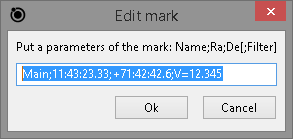 Edit mark
Put a parameters of the mark: Name;Ra;De[;Filter]
Main;11:43:23.33;+71:42:42.6;V=12.345
Ok Cancel